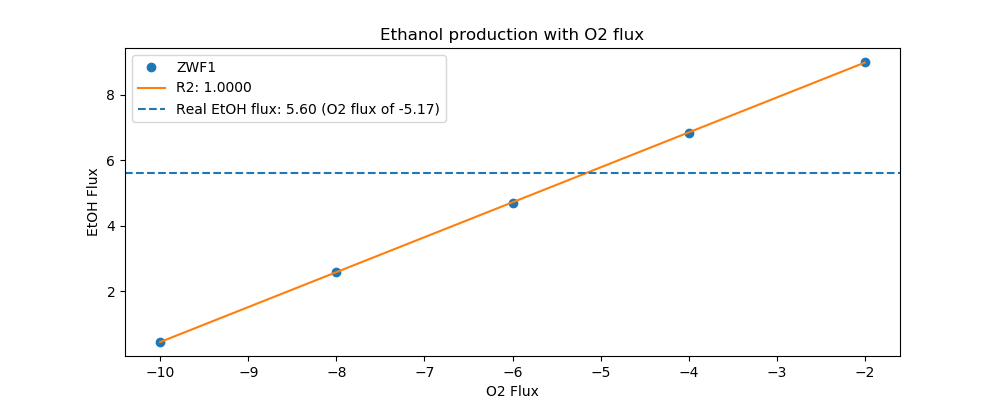 Ethanol production with O2 flux
ZWF1
R2: 1.0000
Real EtOH flux: 5.60 (O2 flux of -5.17)
EtOH Flux
8
6
4
2
−10 −9 −8 −7 −6 −5 −4 −3 −2
O2 Flux